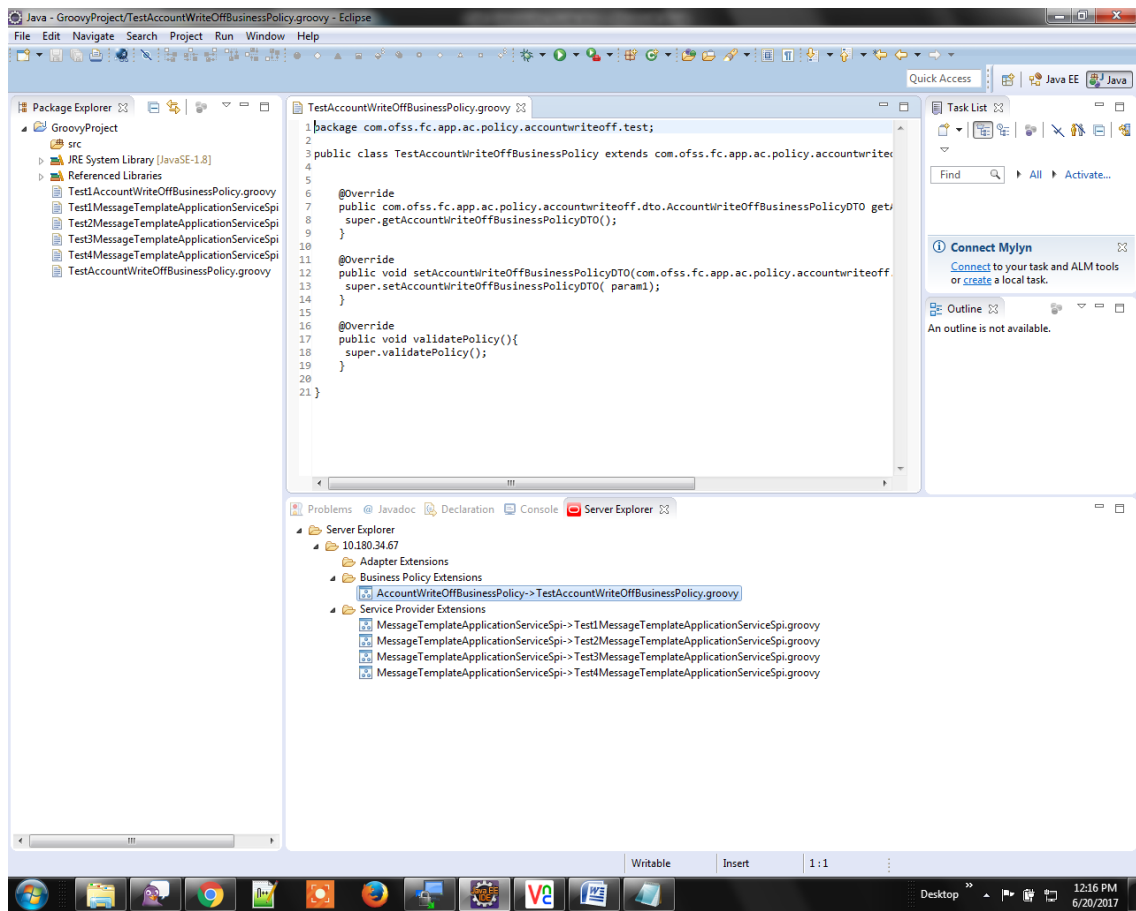 Java - GroovyProject/TestAccountWriteOffBusinessPolicy.groovy - Eclipse
File Edit Navigate Search Project Run Window Help
Quick Access Java EE Java
Package Explorer
GroovyProject
src
JRE System Library [JavaSE-1.8]
Referenced Libraries
Test1AccountWriteOffBusinessPolicy.groovy
Test1MessageTemplateApplicationServiceSpi
Test2MessageTemplateApplicationServiceSpi
Test3MessageTemplateApplicationServiceSpi
Test4MessageTemplateApplicationServiceSpi
TestAccountWriteOffBusinessPolicy.groovy
TestAccountWriteOffBusinessPolicy.groovy
1 package com.ofss.fc.app.ac.policy.accountwriteoff.test;
2
3 public class TestAccountWriteOffBusinessPolicy extends com.ofss.fc.app.ac.policy.accountwriteo
4
5
6 @Override
7 public com.ofss.fc.app.ac.policy.accountwriteoff.dto.AccountWriteOffBusinessPolicyDTO getA
8 super.getAccountWriteOffBusinessPolicyDTO();
9 }
10
11 @Override
12 public void setAccountWriteOffBusinessPolicyDTO(com.ofss.fc.app.ac.policy.accountwriteoff.
13 super.setAccountWriteOffBusinessPolicyDTO( param1);
14 }
15
16 @Override
17 public void validatePolicy(){
18 super.validatePolicy();
19 }
20
21 }
Task List
Find All Activate...
Connect Mylyn
Connect to your task and ALM tools
or create a local task.
Outline
An outline is not available.
Problems @ Javadoc Declaration Console Server Explorer
Server Explorer
10.180.34.67
Adapter Extensions
Business Policy Extensions
AccountWriteOffBusinessPolicy->TestAccountWriteOffBusinessPolicy.groovy
Service Provider Extensions
MessageTemplateApplicationServiceSpi->Test1MessageTemplateApplicationServiceSpi.groovy
MessageTemplateApplicationServiceSpi->Test2MessageTemplateApplicationServiceSpi.groovy
MessageTemplateApplicationServiceSpi->Test3MessageTemplateApplicationServiceSpi.groovy
MessageTemplateApplicationServiceSpi->Test4MessageTemplateApplicationServiceSpi.groovy
Writable Insert 1 : 1
Desktop » 12:16 PM
6/20/2017